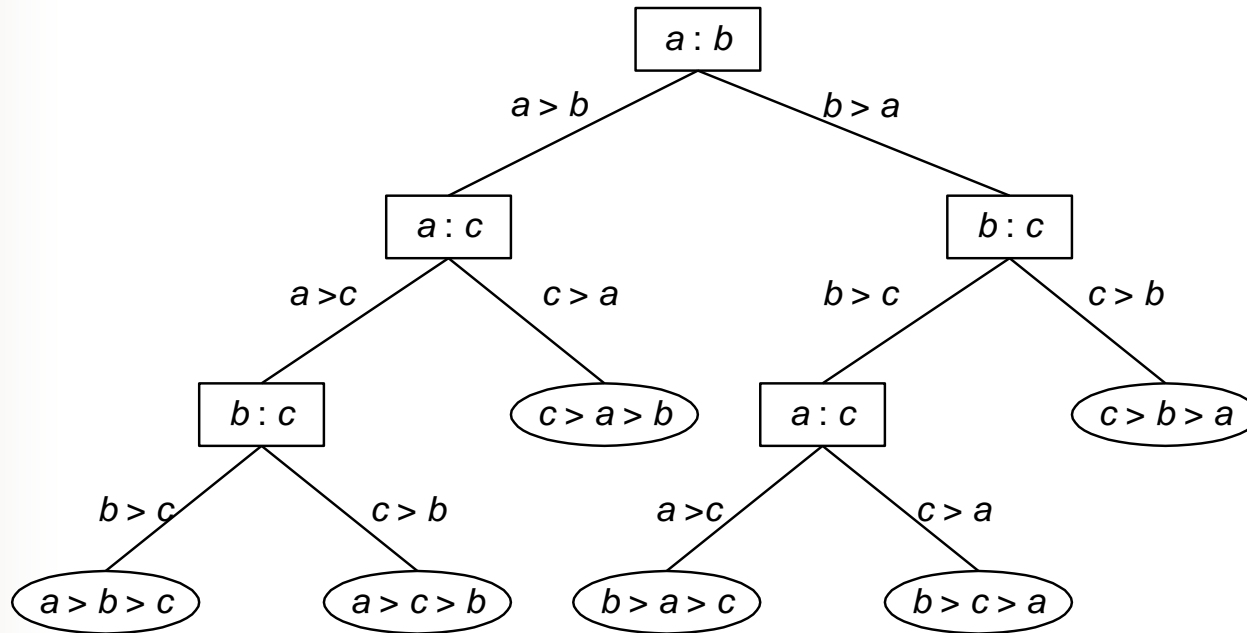 a : b
a > b b > a
a : c b : c
a >c c > a b > c c > b
b : c c > a > b a : c c > b > a
b > c c > b a >c c > a
a > b > c a > c > b b > a > c b > c > a